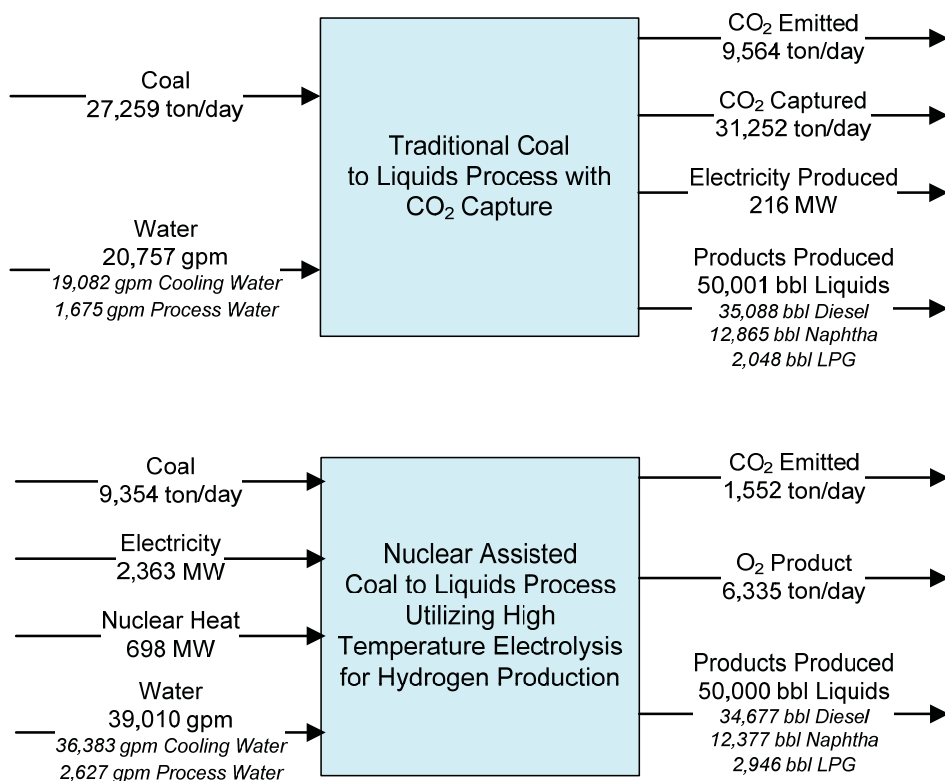 Coal
27,259 ton/day
Water
20,757 gpm
19,082 gpm Cooling Water
1,675 gpm Process Water
Traditional Coal
to Liquids Process with
CO₂ Capture
CO₂ Emitted
9,564 ton/day
CO₂ Captured
31,252 ton/day
Electricity Produced
216 MW
Products Produced
50,001 bbl Liquids
35,088 bbl Diesel
12,865 bbl Naphtha
2,048 bbl LPG
Coal
9,354 ton/day
Electricity
2,363 MW
Nuclear Heat
698 MW
Water
39,010 gpm
36,383 gpm Cooling Water
2,627 gpm Process Water
Nuclear Assisted
Coal to Liquids Process
Utilizing High
Temperature Electrolysis
for Hydrogen Production
CO₂ Emitted
1,552 ton/day
O₂ Product
6,335 ton/day
Products Produced
50,000 bbl Liquids
34,677 bbl Diesel
12,377 bbl Naphtha
2,946 bbl LPG